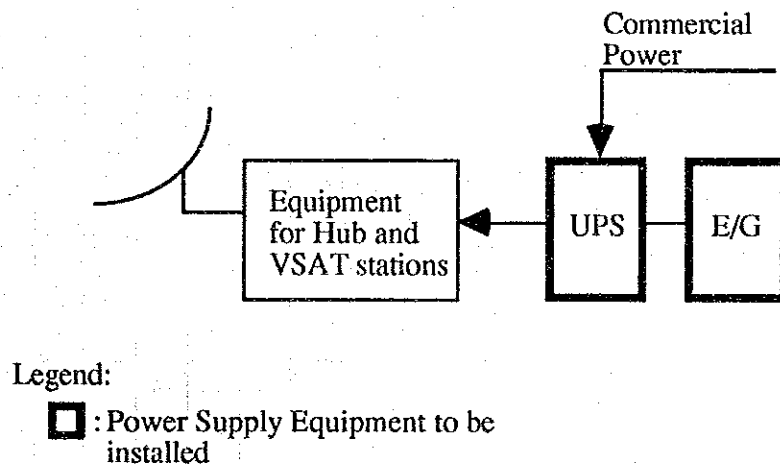 Commercial
Power
Equipment
for Hub and
VSAT stations
UPS
E/G
Legend:
: Power Supply Equipment to be
installed